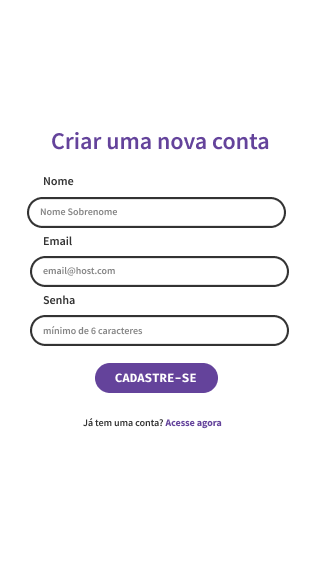 Criar uma nova conta
Nome
Nome Sobrenome
Email
email@host.com
Senha
mínimo de 6 caracteres
CADASTRE-SE
Já tem uma conta? Acesse agora